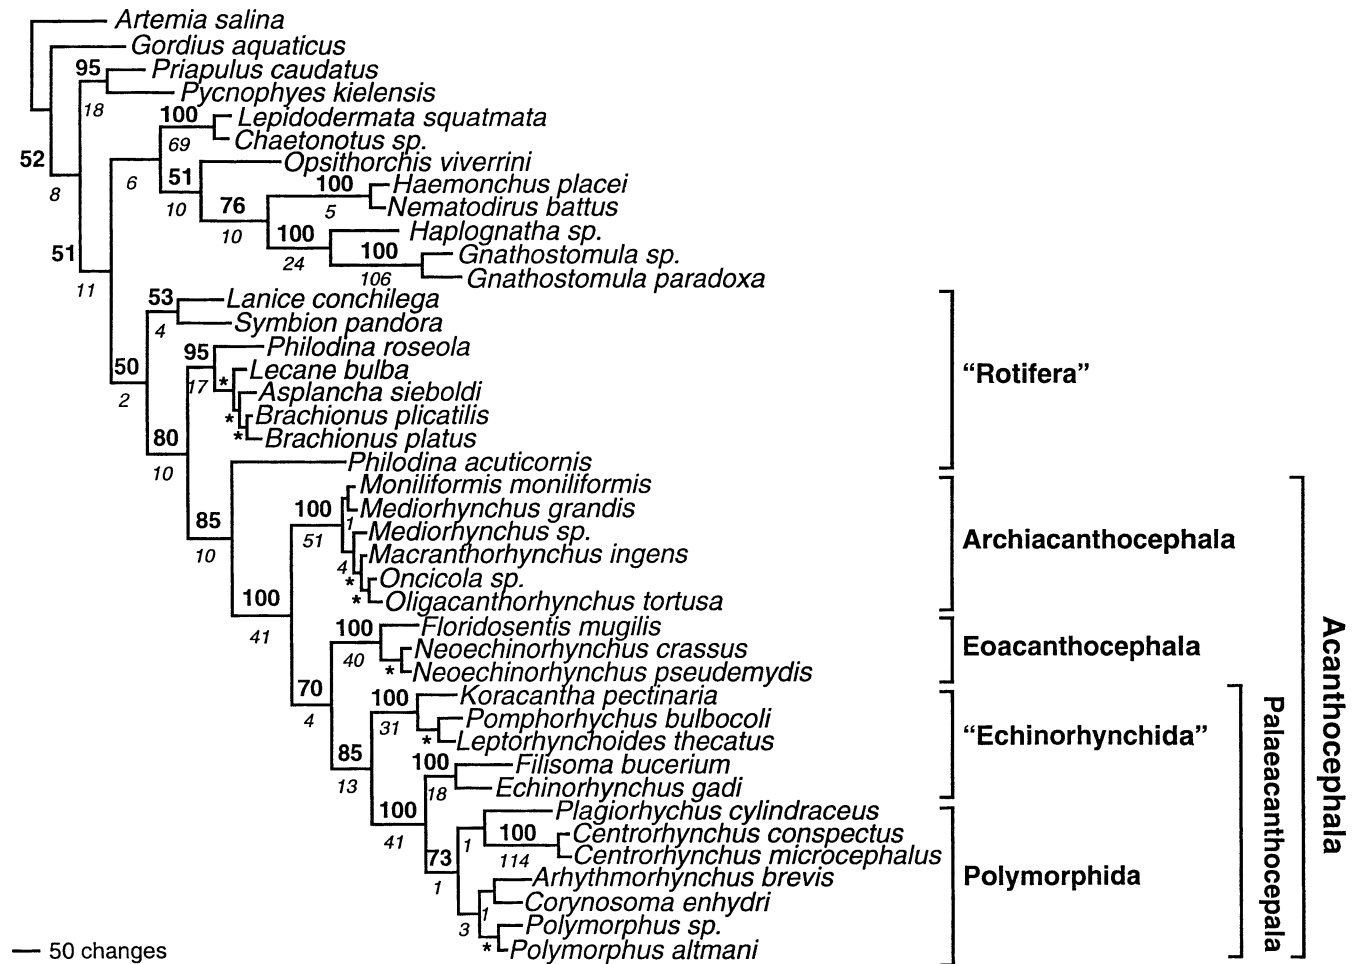 Artemia salina
Gordius aquaticus
95 Priapulus caudatus
18 Pycnophyes kielensis
100 Lepidodermata squatmata
69 Chaetonotus sp.
52 Opsithorchis viverrini
8 6 51 100 Haemonchus placei
10 76 5 Nematodirus battus
10 100 Haplognatha sp.
51 24 100 Gnathostomula sp.
11 106 Gnathostomula paradoxa
53 Lanice conchilega
4 Symbion pandora
95 Philodina roseola
50 17 * Lecane bulba
2 Asplancha sieboldi
* Brachionus plicatilis
80 * Brachionus platus
10 Philodina acuticornis
“Rotifera”
Moniliformis moniliformis
100 1 Mediorhynchus grandis
85 51 Mediorhynchus sp.
10 4 Macranthorhynchus ingens
* Oncicola sp.
100 * Oligacanthorhynchus tortusa
41
Archiacanthocephala
100 Floridosentis mugilis
40 Neoechinorhynchus crassus
* Neoechinorhynchus pseudemydis
Eoacanthocephala
70 100 Koracantha pectinaria
4 31 Pomphorhychus bulbocoli
* Leptorhynchoides thecatus
85 100 Filisoma bucerium
13 18 Echinorhynchus gadi
“Echinorhynchida”
100 Plagiorhychus cylindraceus
41 1 100 Centrorhynchus conspectus
73 114 Centrorhynchus microcephalus
1 Arhythmorhynchus brevis
1 Corynosoma enhydri
3 Polymorphus sp.
* Polymorphus altmani
Polymorphida
Palaeacanthocepala
Acanthocephala
50 changes